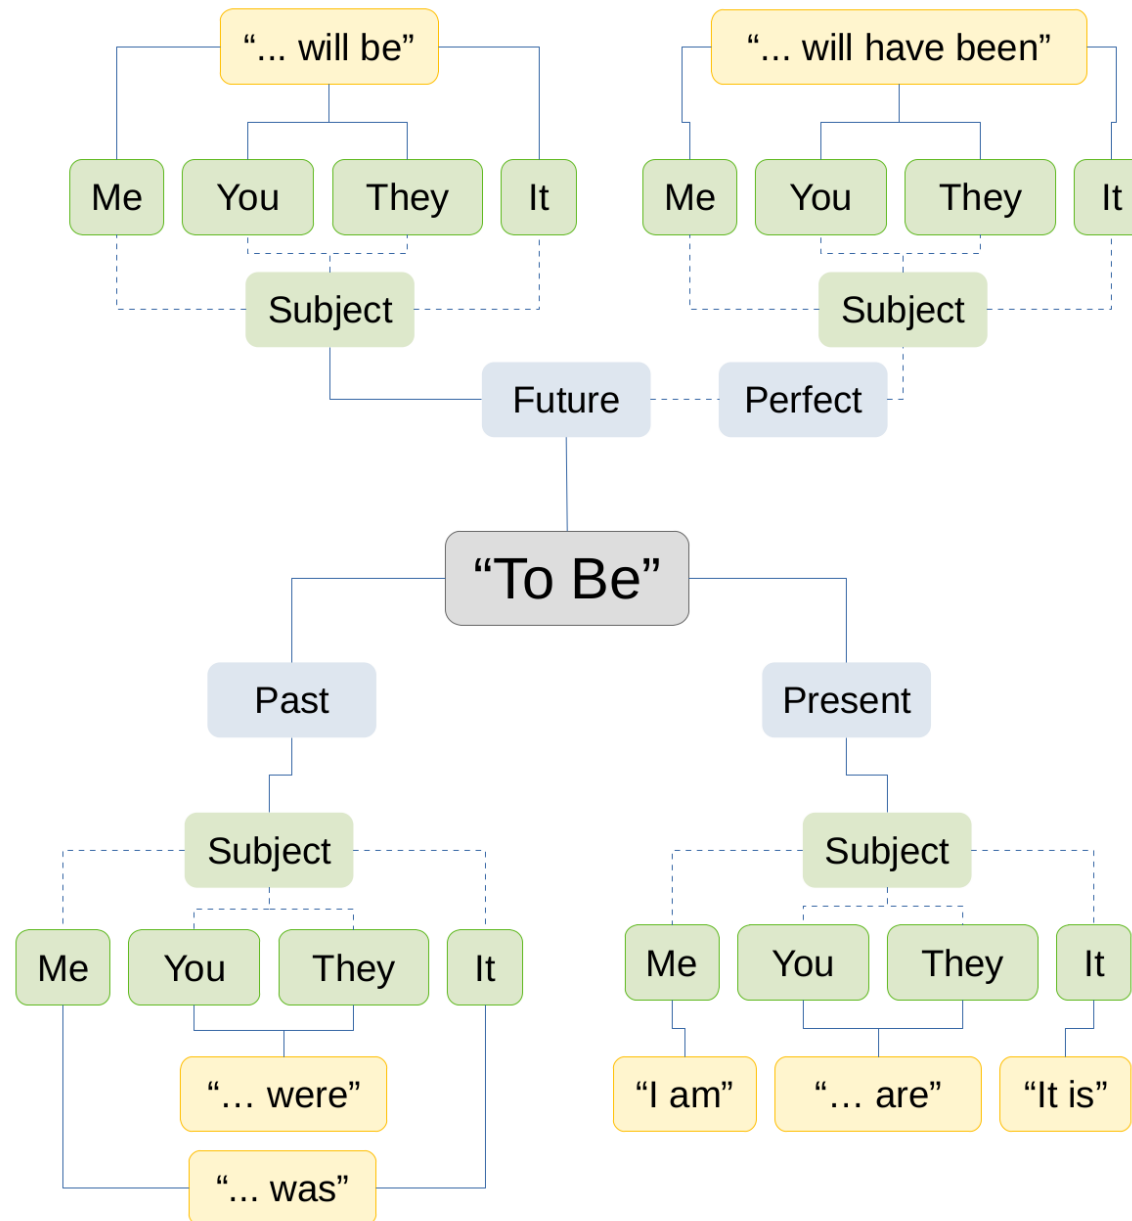 “... will be”
“... will have been”
Me
You
They
It
Me
You
They
It
Subject
Subject
Future
Perfect
“To Be”
Past
Present
Subject
Subject
Me
You
They
It
Me
You
They
It
“… were”
“I am”
“… are”
“It is”
“... was”